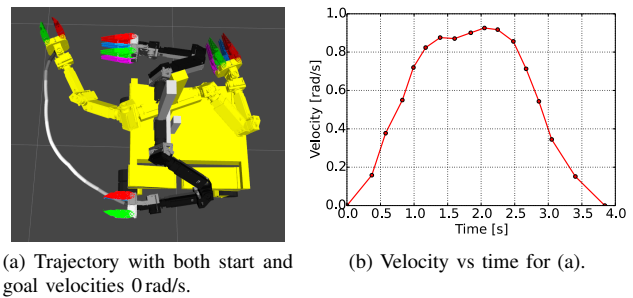 1.0
0.8
0.6
0.4
0.2
0.0
Velocity [rad/s]
0.0 0.5 1.0 1.5 2.0 2.5 3.0 3.5 4.0
Time [s]
(a) Trajectory with both start and
goal velocities 0 rad/s.
(b) Velocity vs time for (a).